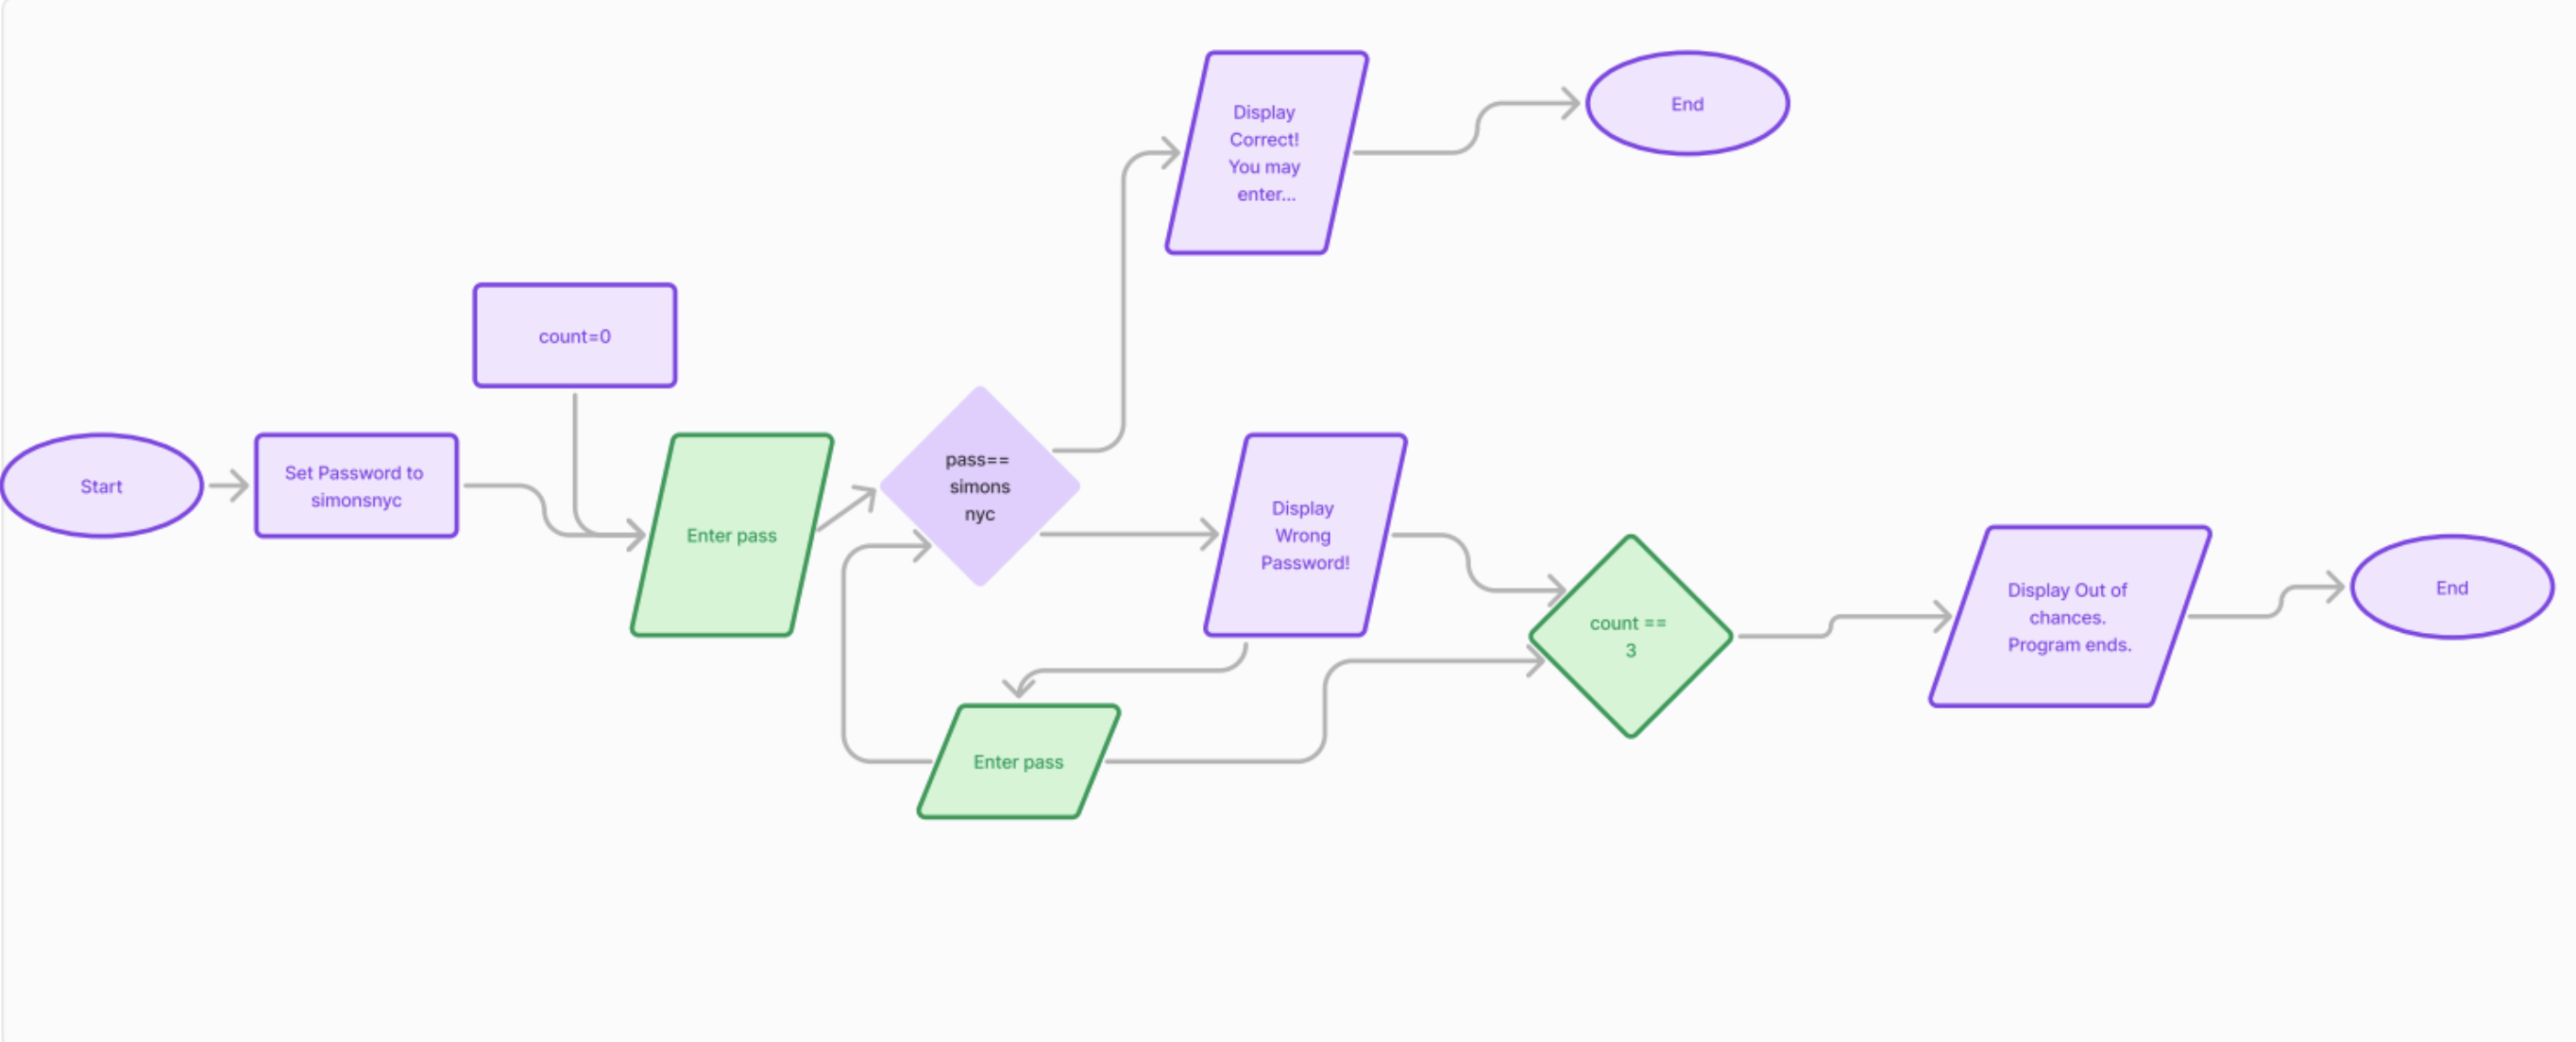 Start
Set Password to
simonsnyc
count=0
Enter pass
pass==
simons
nyc
Display
Correct!
You may
enter...
End
Display
Wrong
Password!
Enter pass
count ==
3
Display Out of
chances.
Program ends.
End